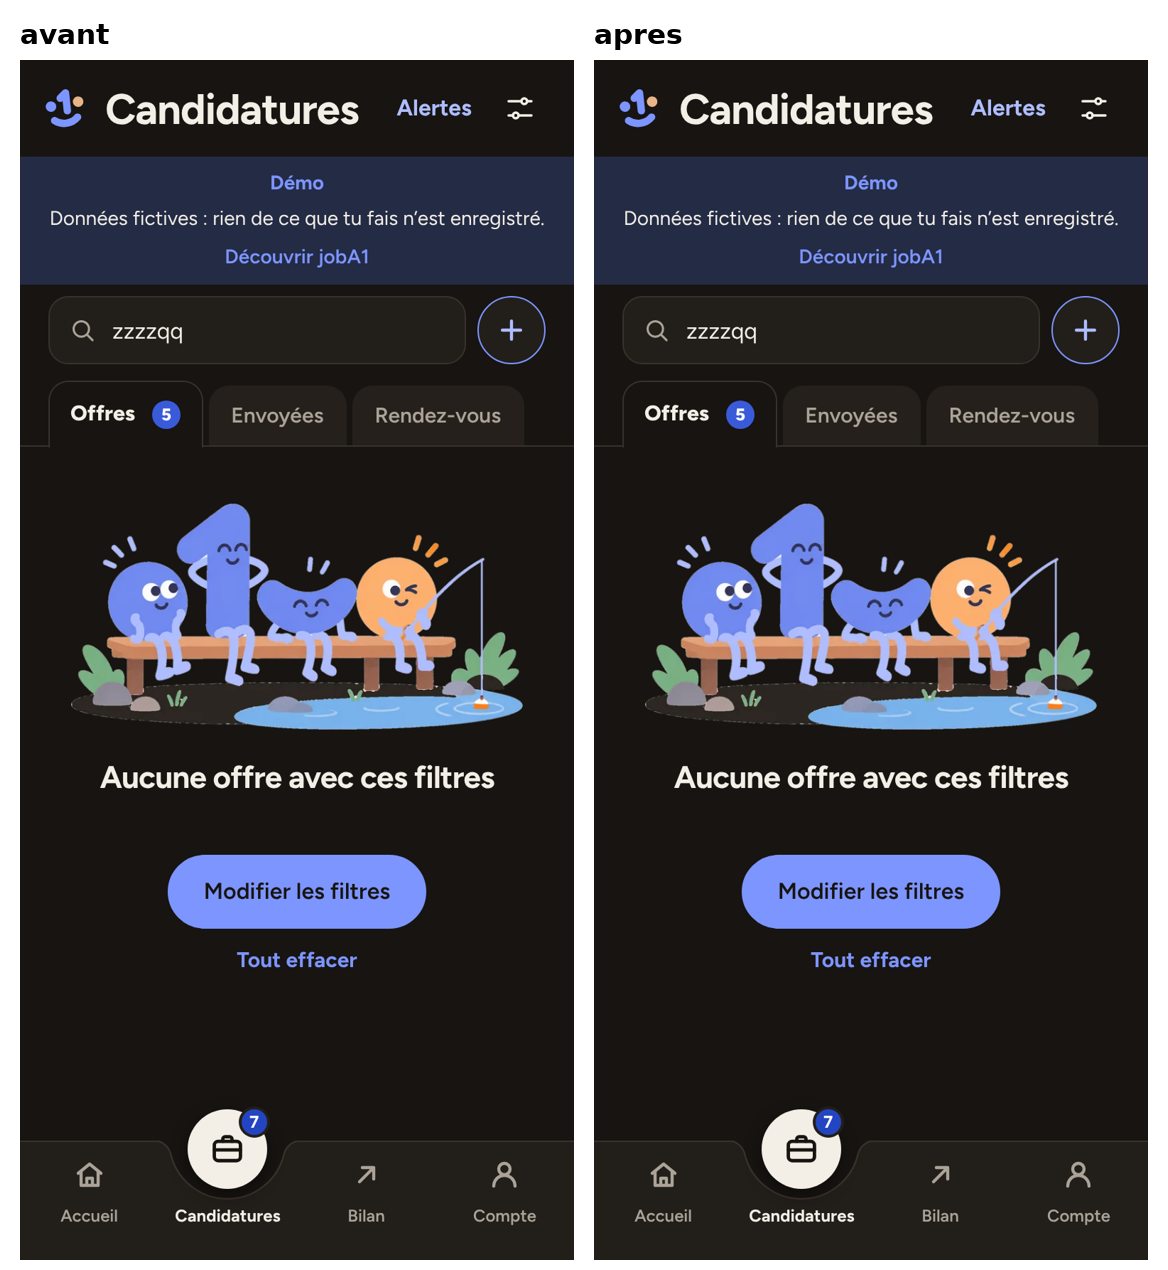 avant
Candidatures
Alertes
Démo
Données fictives : rien de ce que tu fais n’est enregistré.
Découvrir jobA1
zzzzqq
Offres 5
Envoyées
Rendez-vous
Aucune offre avec ces filtres
Modifier les filtres
Tout effacer
7
Accueil
Candidatures
Bilan
Compte
apres
Candidatures
Alertes
Démo
Données fictives : rien de ce que tu fais n’est enregistré.
Découvrir jobA1
zzzzqq
Offres 5
Envoyées
Rendez-vous
Aucune offre avec ces filtres
Modifier les filtres
Tout effacer
7
Accueil
Candidatures
Bilan
Compte